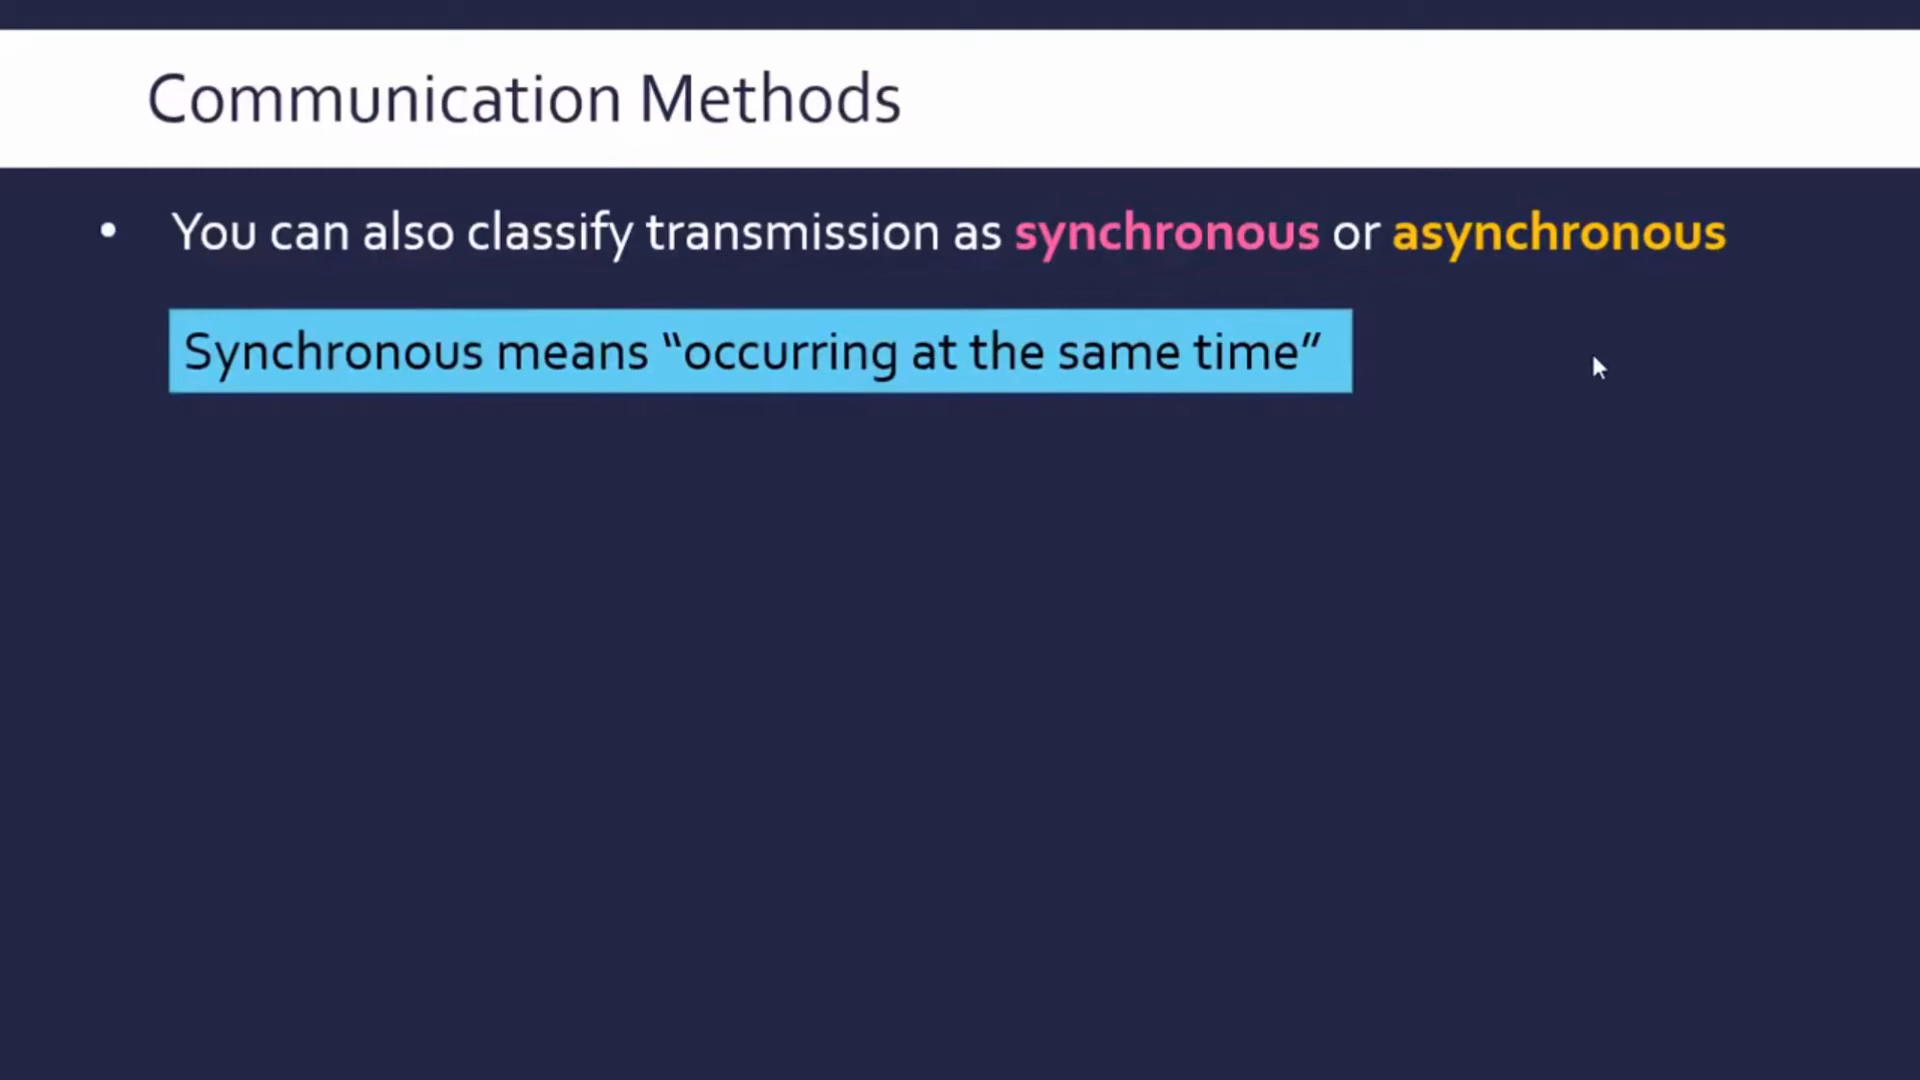 Communication Methods
• You can also classify transmission as synchronous or asynchronous
Synchronous means “occurring at the same time”